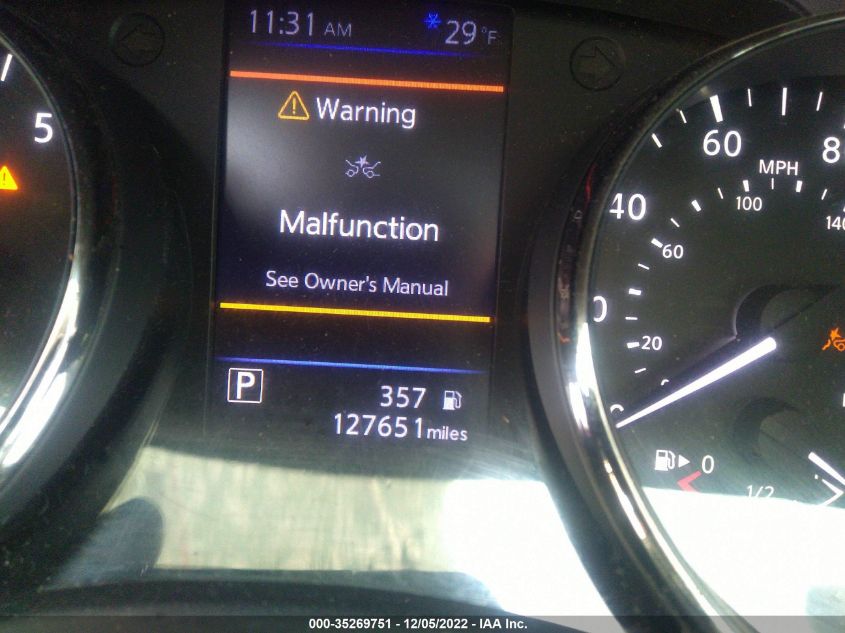 11:31 AM 29°F
Warning
Malfunction
See Owner's Manual
P
357
127651 miles
5
40
60
MPH
20
60
100
140
0
1/2
000-35269751 - 12/05/2022 - IAA Inc.